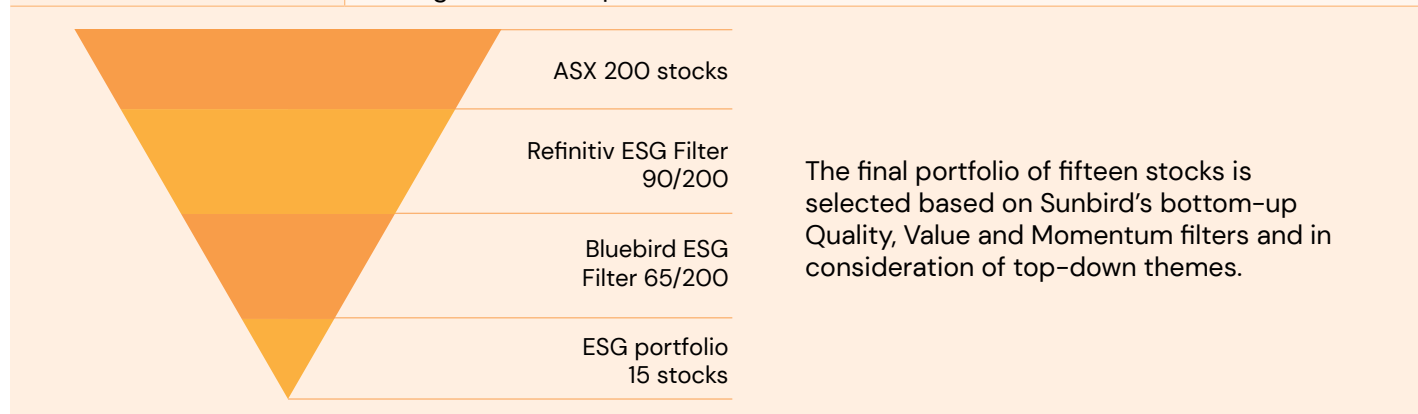 ASX 200 stocks
Refinitiv ESG Filter
90/200
Bluebird ESG
Filter 65/200
ESG portfolio
15 stocks
The final portfolio of fifteen stocks is
selected based on Sunbird’s bottom-up
Quality, Value and Momentum filters and in
consideration of top-down themes.